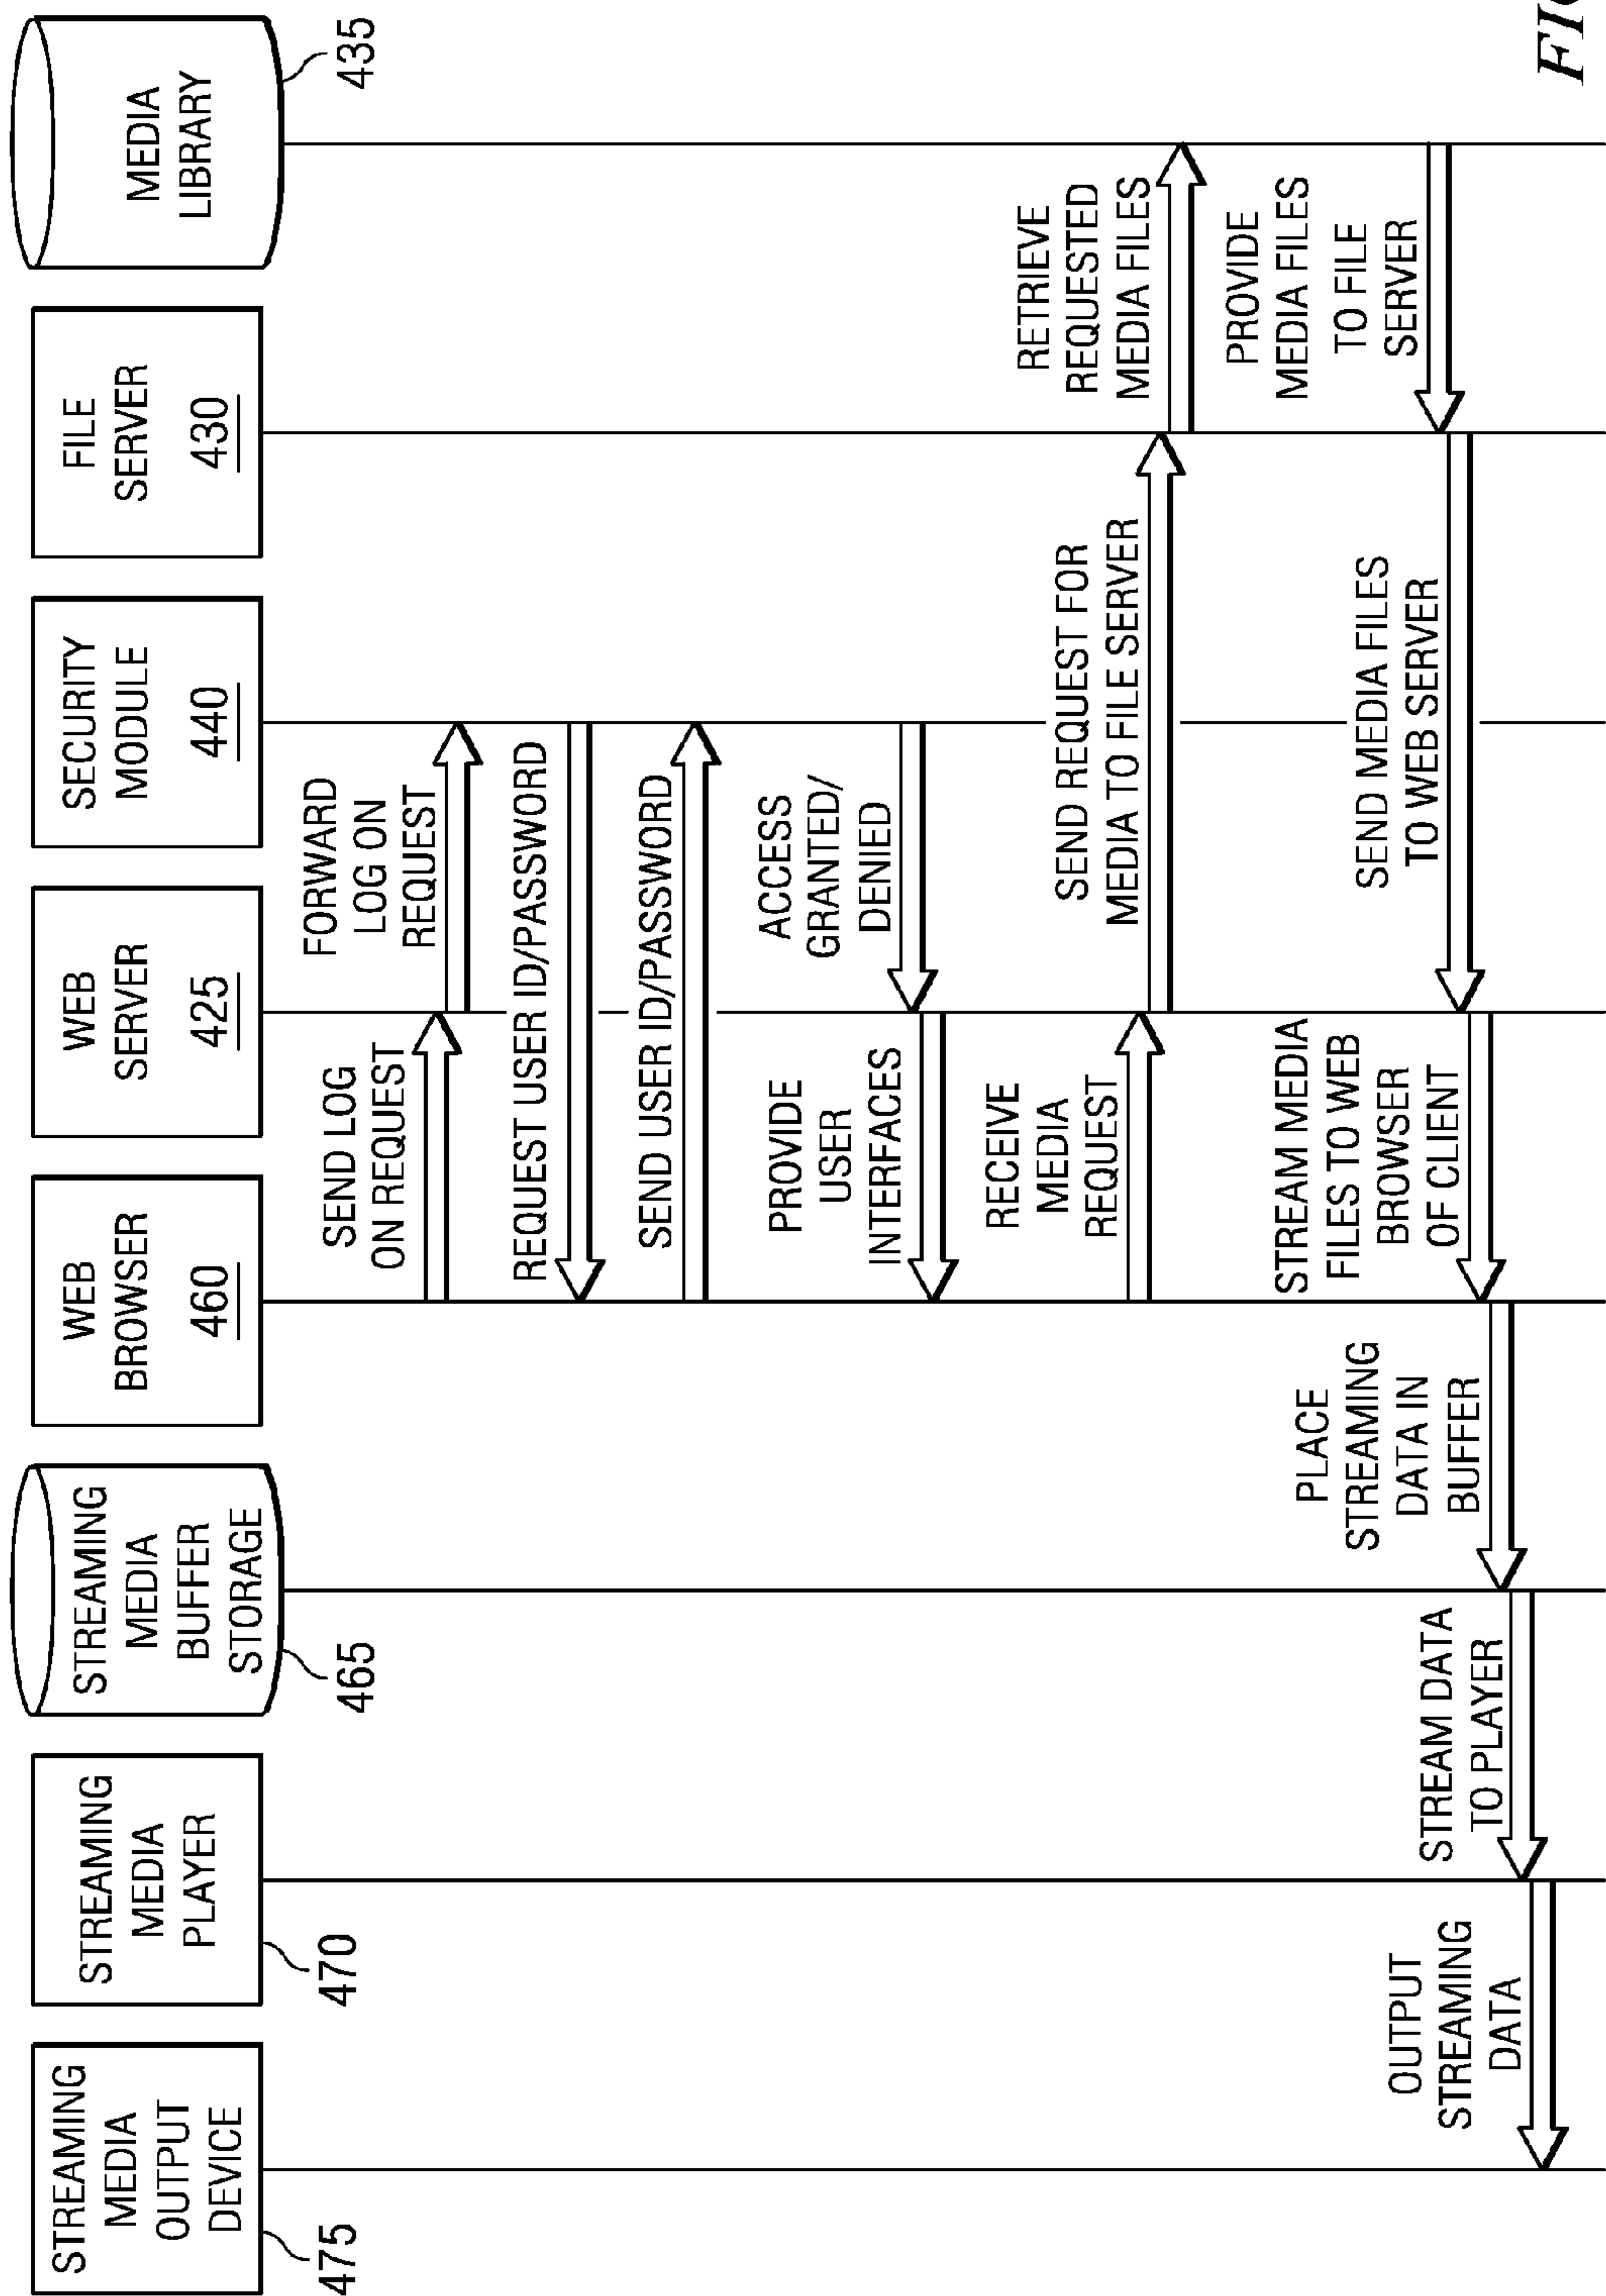 STREAMING
MEDIA
OUTPUT
DEVICE
475
STREAMING
MEDIA
PLAYER
470
STREAMING
MEDIA
BUFFER
STORAGE
465
WEB
BROWSER
460
WEB
SERVER
425
SECURITY
MODULE
440
FILE
SERVER
430
MEDIA
LIBRARY
435
SEND LOG
ON REQUEST
FORWARD
LOG ON
REQUEST
REQUEST USER ID/PASSWORD
SEND USER ID/PASSWORD
ACCESS
GRANTED/
DENIED
PROVIDE
USER
INTERFACES
RECEIVE
MEDIA
REQUEST
SEND REQUEST FOR
MEDIA TO FILE SERVER
RETRIEVE
REQUESTED
MEDIA FILES
PROVIDE
MEDIA FILES
TO FILE
SERVER
SEND MEDIA FILES
TO WEB SERVER
STREAM MEDIA
FILES TO WEB
BROWSER
OF CLIENT
PLACE
STREAMING
DATA IN
BUFFER
STREAM DATA
TO PLAYER
OUTPUT
STREAMING
DATA